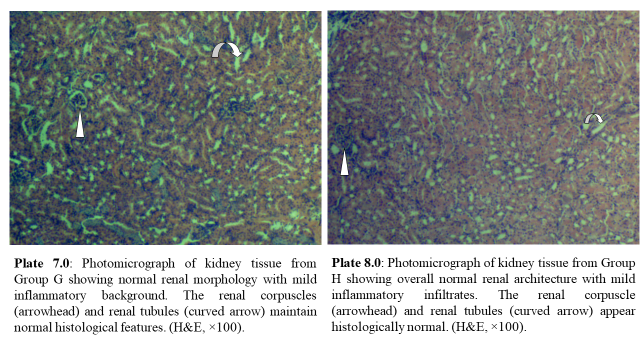 Plate 7.0: Photomicrograph of kidney tissue from
Group G showing normal renal morphology with mild
inflammatory background. The renal corpuscles
(arrowhead) and renal tubules (curved arrow) maintain
normal histological features. (H&E, ×100).
Plate 8.0: Photomicrograph of kidney tissue from Group
H showing overall normal renal architecture with mild
inflammatory infiltrates. The renal corpuscle
(arrowhead) and renal tubules (curved arrow) appear
histologically normal. (H&E, ×100).